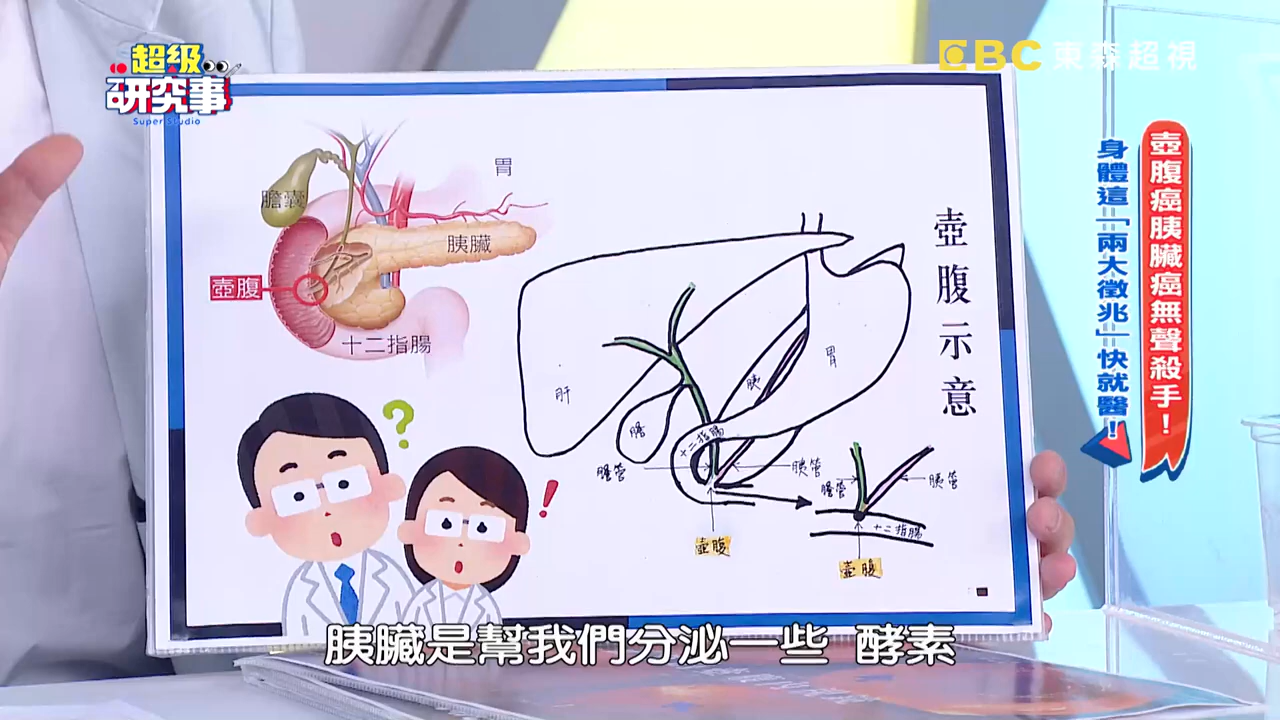 超級
研究事
Super Studio
EBC 東森超視
壺腹癌胰臟癌無聲殺手！
身體這「兩大徵兆」快就醫！
胃
膽囊
胰臟
壺腹
十二指腸
壺腹示意
肝
膽
胰
胃
十二指腸
膽管
胰管
壺腹
膽管
胰管
十二指腸
壺腹
?
!
胰臟是幫我們分泌一些 酵素